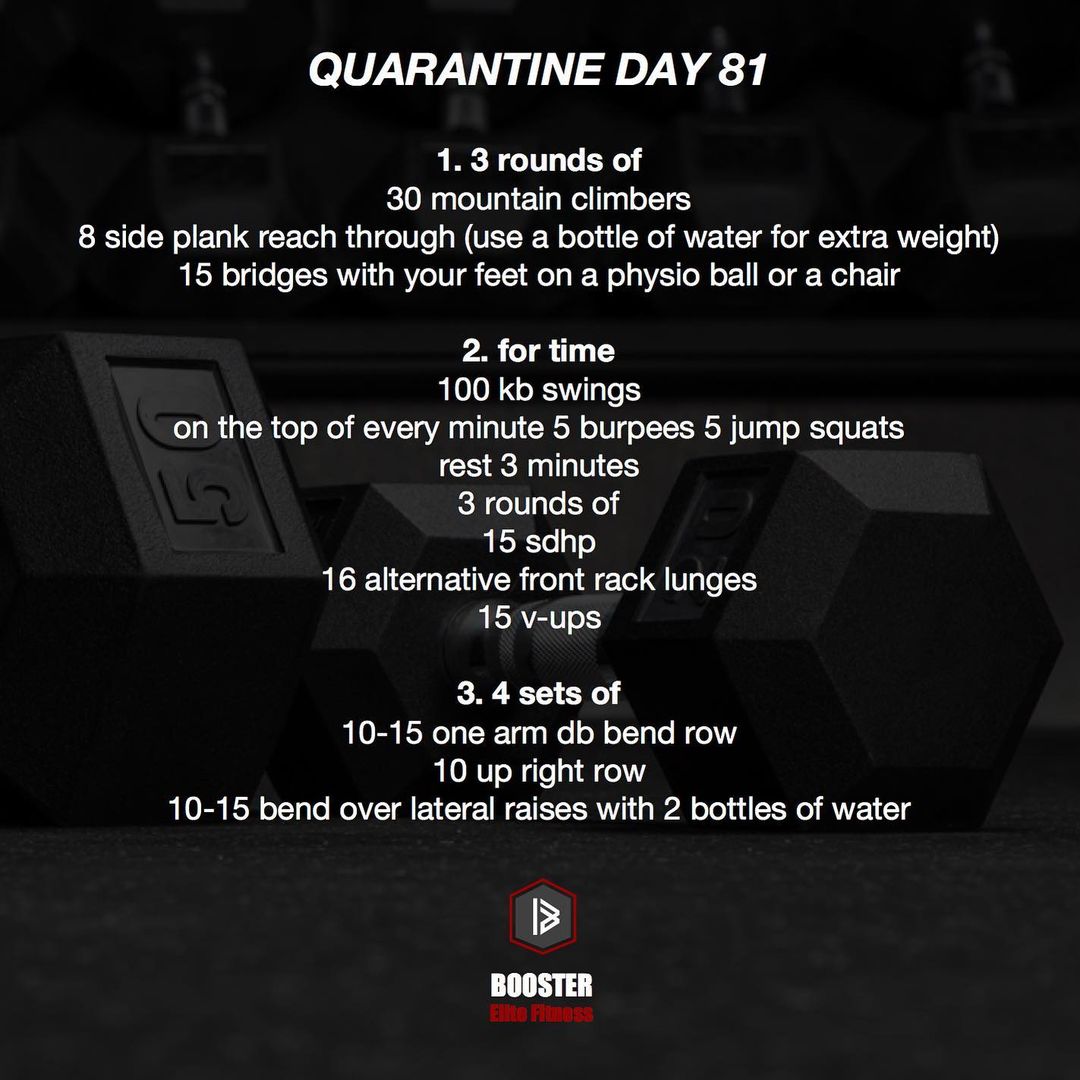 QUARANTINE DAY 81
1. 3 rounds of
30 mountain climbers
8 side plank reach through (use a bottle of water for extra weight)
15 bridges with your feet on a physio ball or a chair
2. for time
100 kb swings
on the top of every minute 5 burpees 5 jump squats
rest 3 minutes
3 rounds of
15 sdhp
16 alternative front rack lunges
15 v-ups
3. 4 sets of
10-15 one arm db bend row
10 up right row
10-15 bend over lateral raises with 2 bottles of water
50
BOOSTER
Elite Fitness